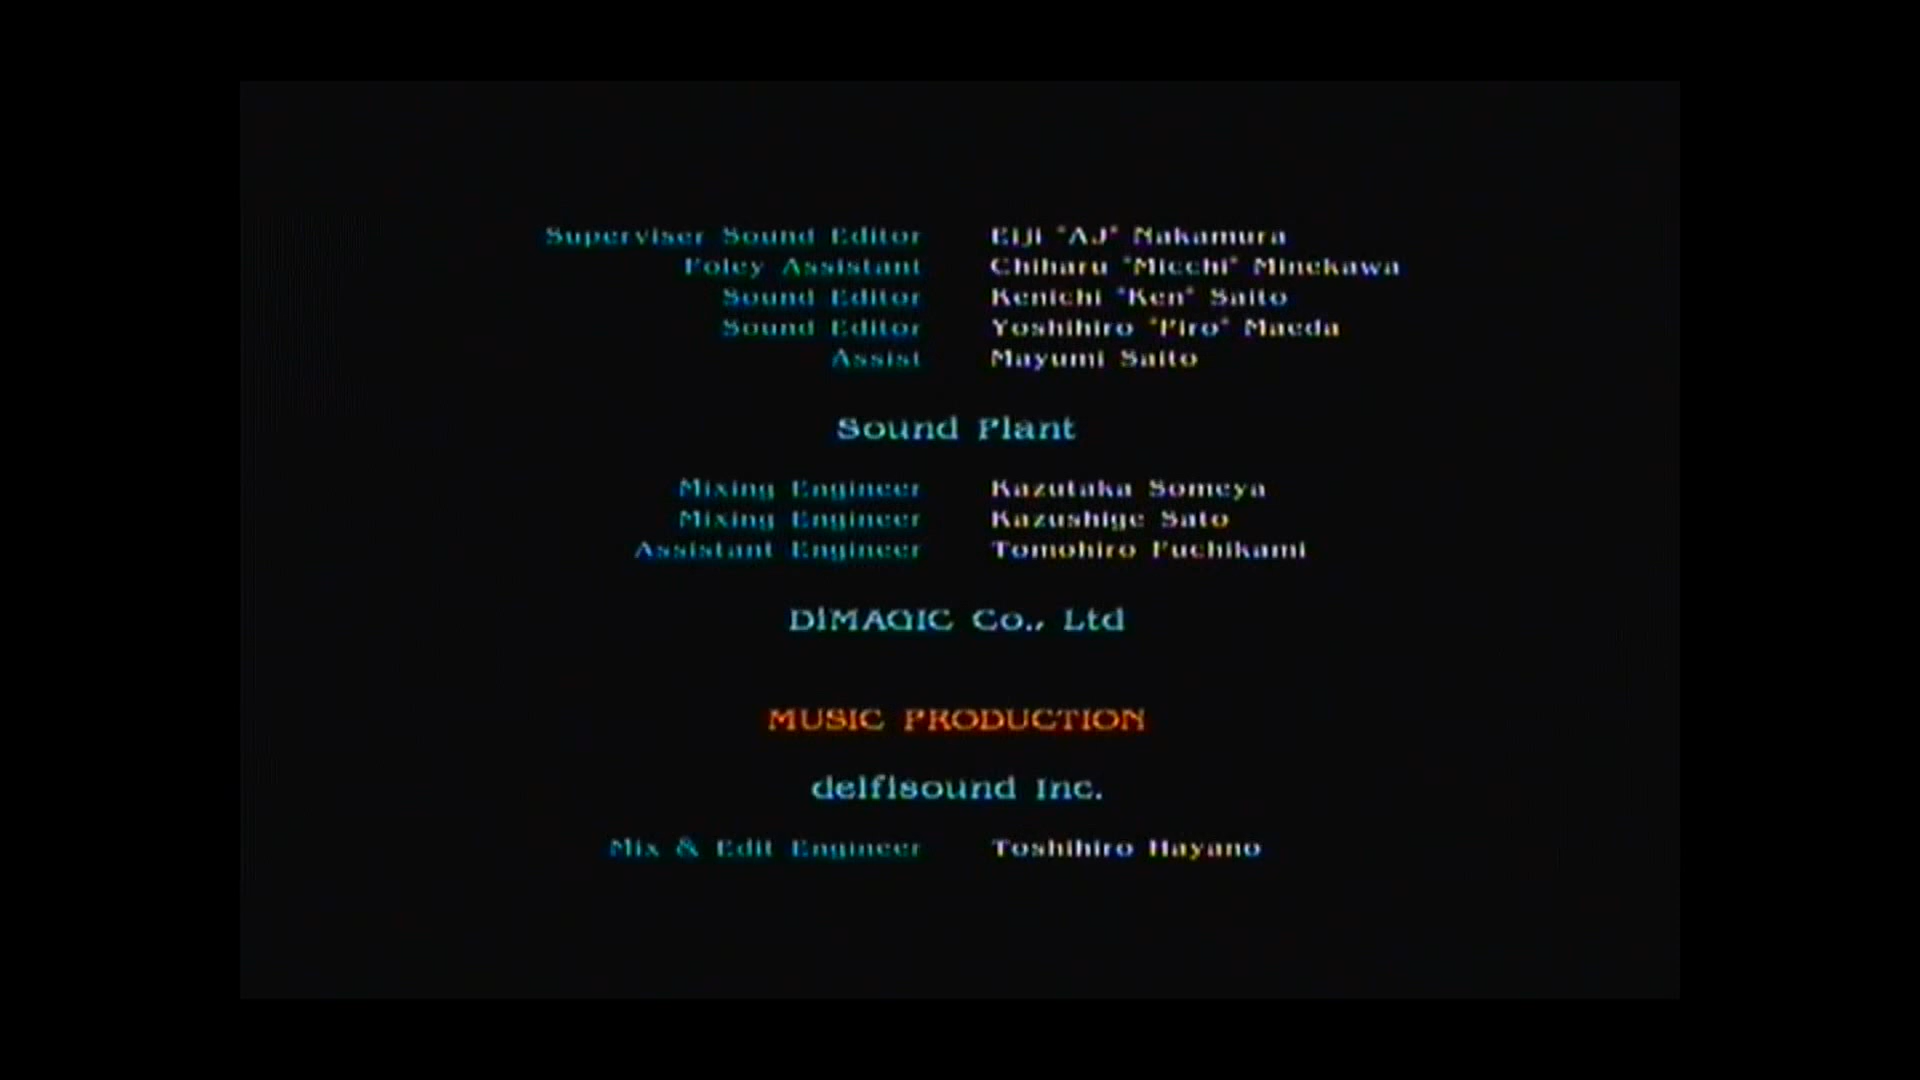 Superviser Sound Editor Eiji "AJ" Nakamura
Foley Assistant Chiharu "Micchi" Minekawa
Sound Editor Kenichi "Ken" Saito
Sound Editor Yoshihiro "Piro" Maeda
Assist Mayumi Saito
Sound Plant
Mixing Engineer Kazutaka Someya
Mixing Engineer Kazushige Sato
Assistant Engineer Tomohiro Fuchikami
DiMAGIC Co., Ltd
MUSIC PRODUCTION
delfisound Inc.
Mix & Edit Engineer Toshihiro Hayano